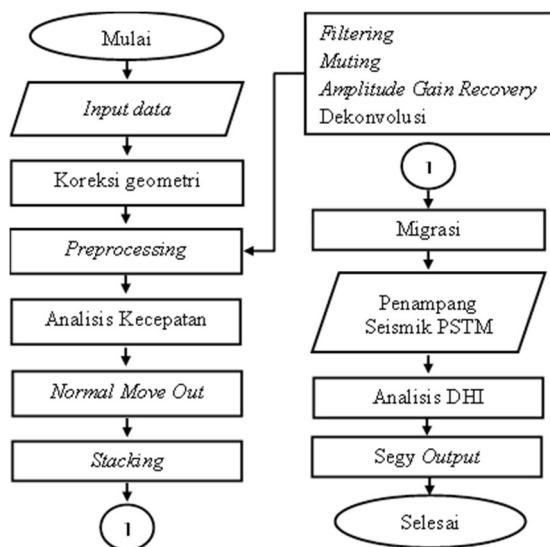 Mulai
Input data
Koreksi geometri
Preprocessing
Analisis Kecepatan
Normal Move Out
Stacking
1
Filtering
Muting
Amplitude Gain Recovery
Dekonvolusi
1
Migrasi
Penampang
Seismik PSTM
Analisis DHI
Segy Output
Selesai